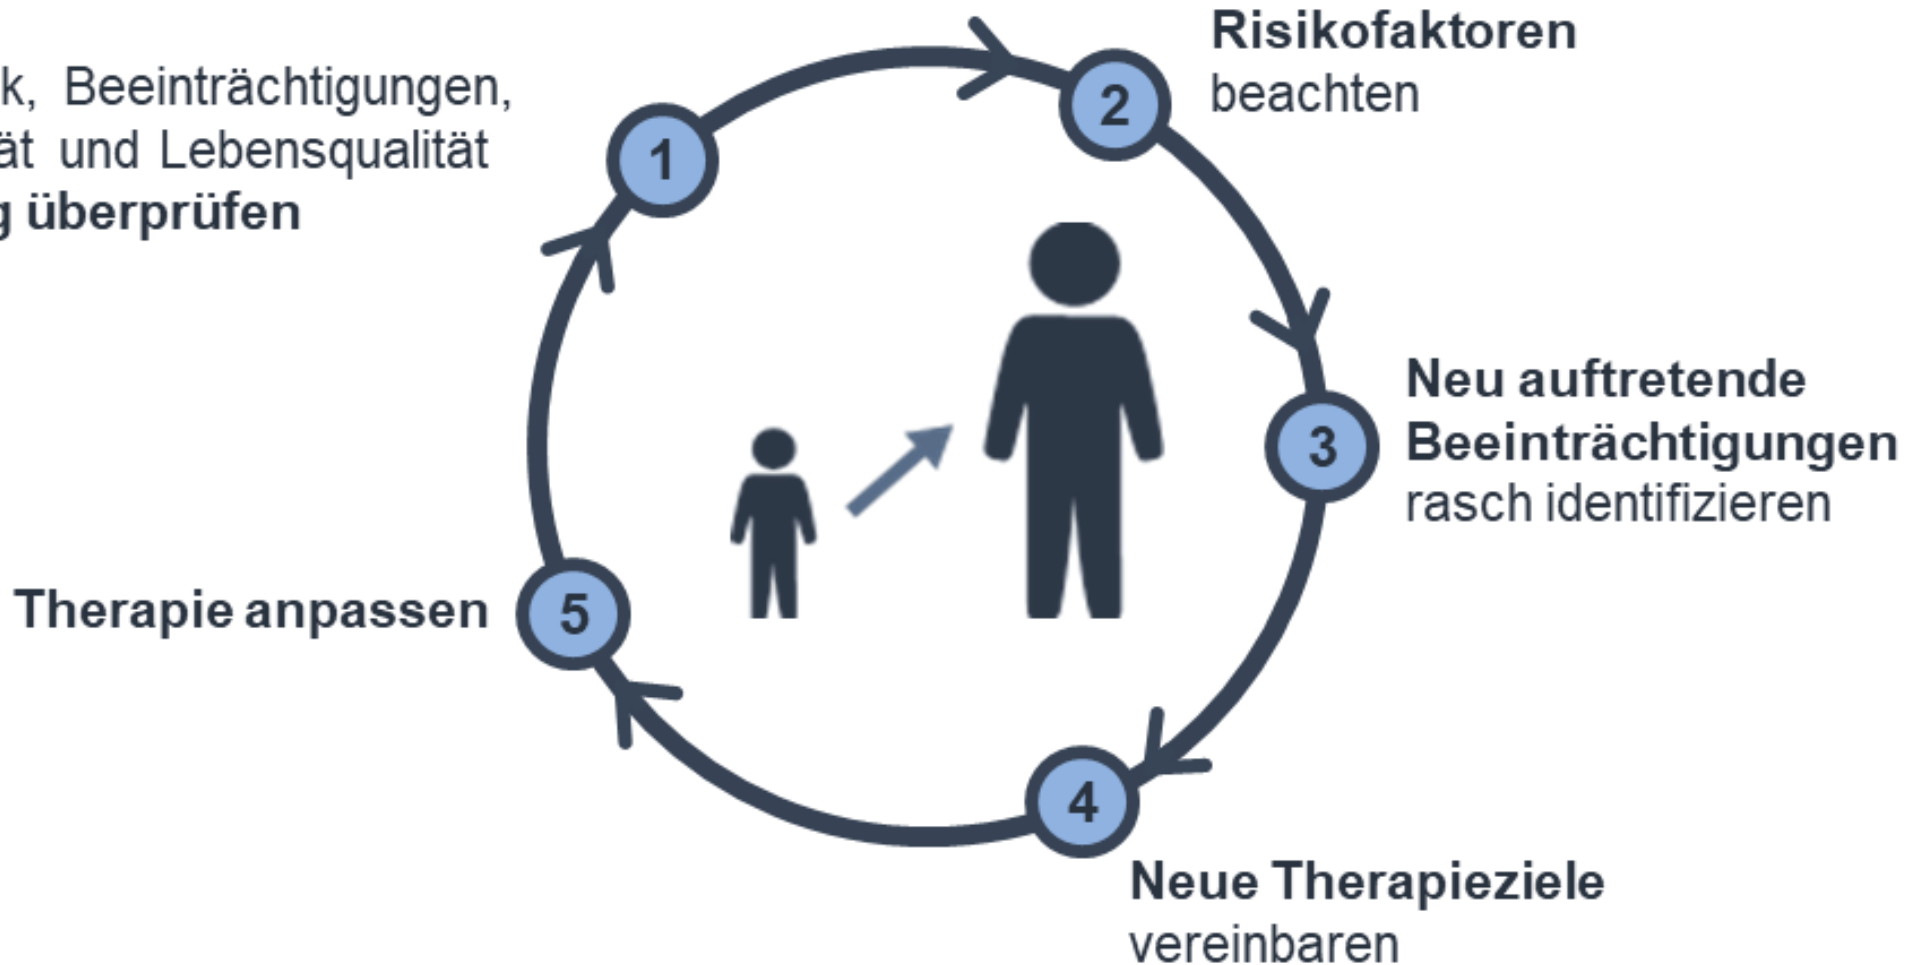 Beeinträchtigungen,
und Lebensqualität
überprüfen
1
2
Risikofaktoren
beachten
3
Neu auftretende
Beeinträchtigungen
rasch identifizieren
4
Neue Therapieziele
vereinbaren
5
Therapie anpassen